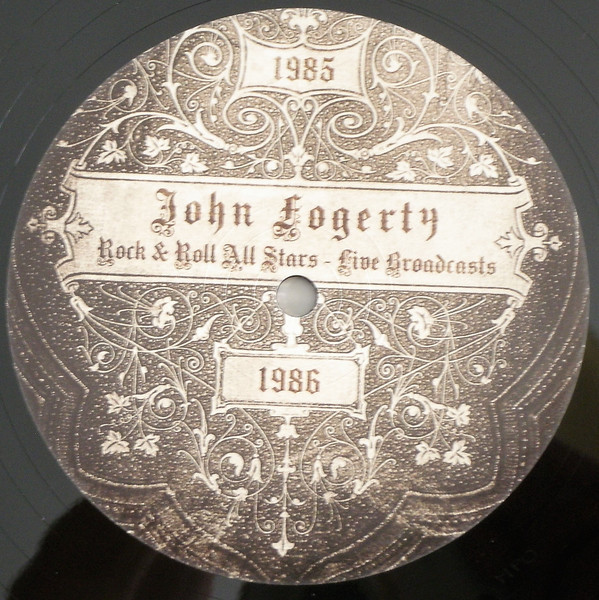 1985
John Fogerty
Rock & Roll All Stars - Live Broadcasts
1986